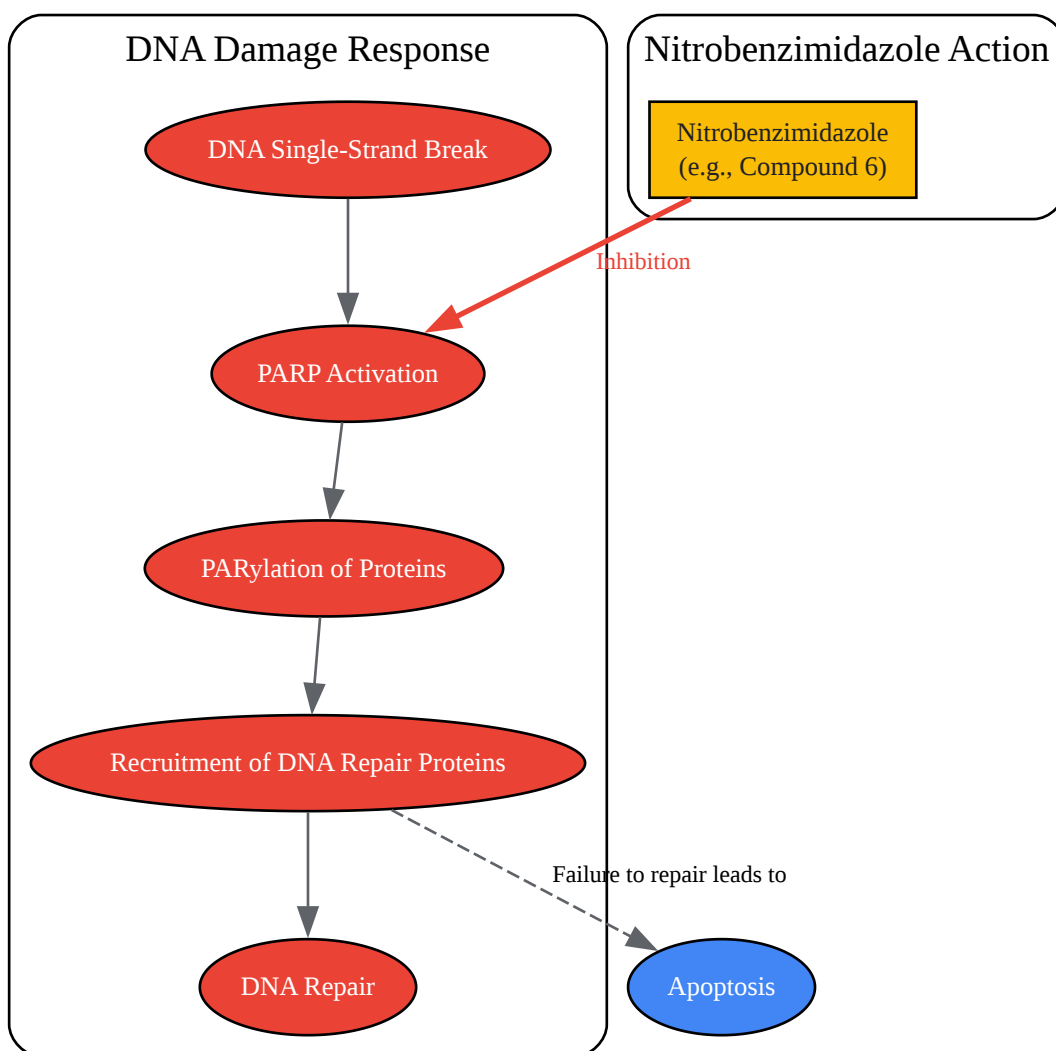 DNA Damage Response
Nitrobenzimidazole Action
DNA Single-Strand Break
Nitrobenzimidazole
(e.g., Compound 6)
Inhibition
PARP Activation
PARylation of Proteins
Recruitment of DNA Repair Proteins
Failure to repair leads to
DNA Repair
Apoptosis